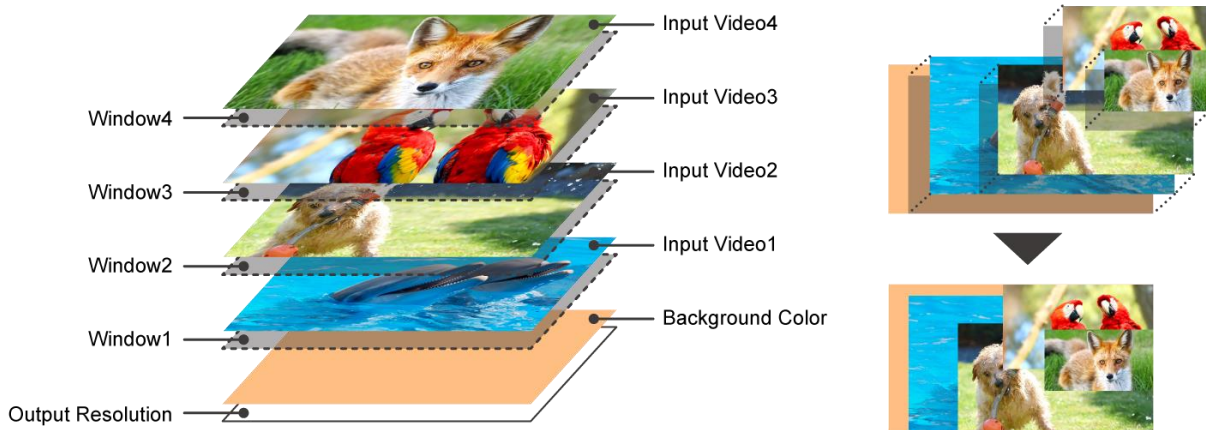 Input Video4
Window4
Input Video3
Window3
Input Video2
Window2
Input Video1
Window1
Background Color
Output Resolution